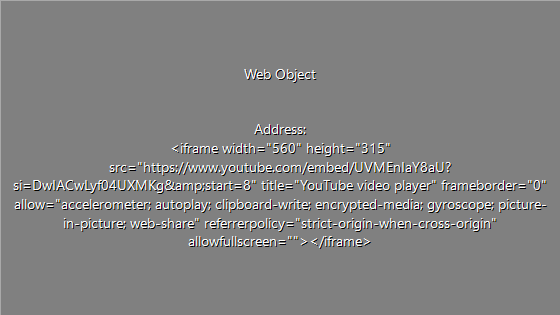 Web Object
Address:
<iframe width="560" height="315"
src="https://www.youtube.com/embed/UVMEnIaY8aU?
si=DwIACwLyf04UXMKg&amp;start=8" title="YouTube video player" frameborder="0"
allow="accelerometer; autoplay; clipboard-write; encrypted-media; gyroscope; picture-
in-picture; web-share" referrerpolicy="strict-origin-when-cross-origin"
allowfullscreen=""></iframe>